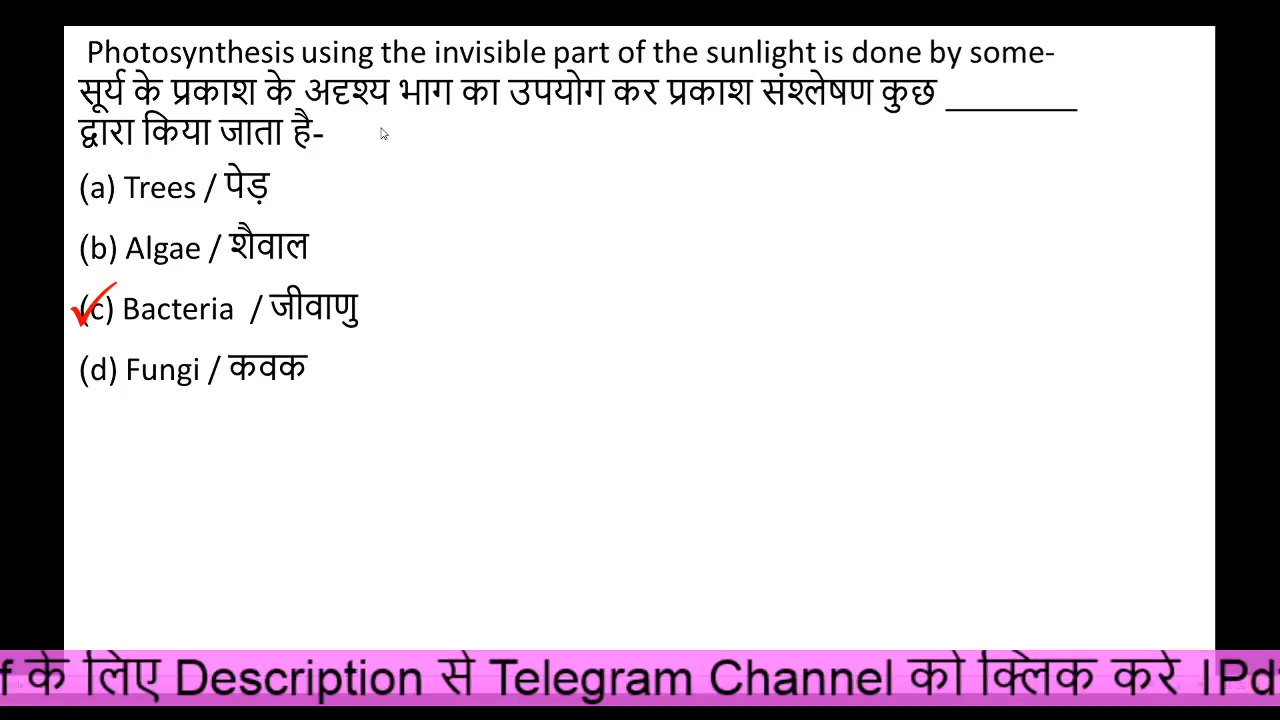 Photosynthesis using the invisible part of the sunlight is done by some-
सूर्य के प्रकाश के अदृश्य भाग का उपयोग कर प्रकाश संश्लेषण कुछ ________
द्वारा किया जाता है-
(a) Trees / पेड़
(b) Algae / शैवाल
(c) Bacteria / जीवाणु
(d) Fungi / कवक
f के लिए Description से Telegram Channel को क्लिक करे ।Pd